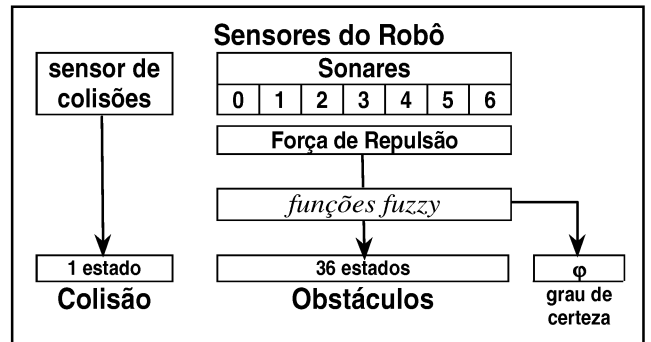 Sensores do Robô
sensor de
colisões
Sonares
0 1 2 3 4 5 6
Força de Repulsão
funções fuzzy
1 estado
36 estados
φ
Colisão
Obstáculos
grau de
certeza